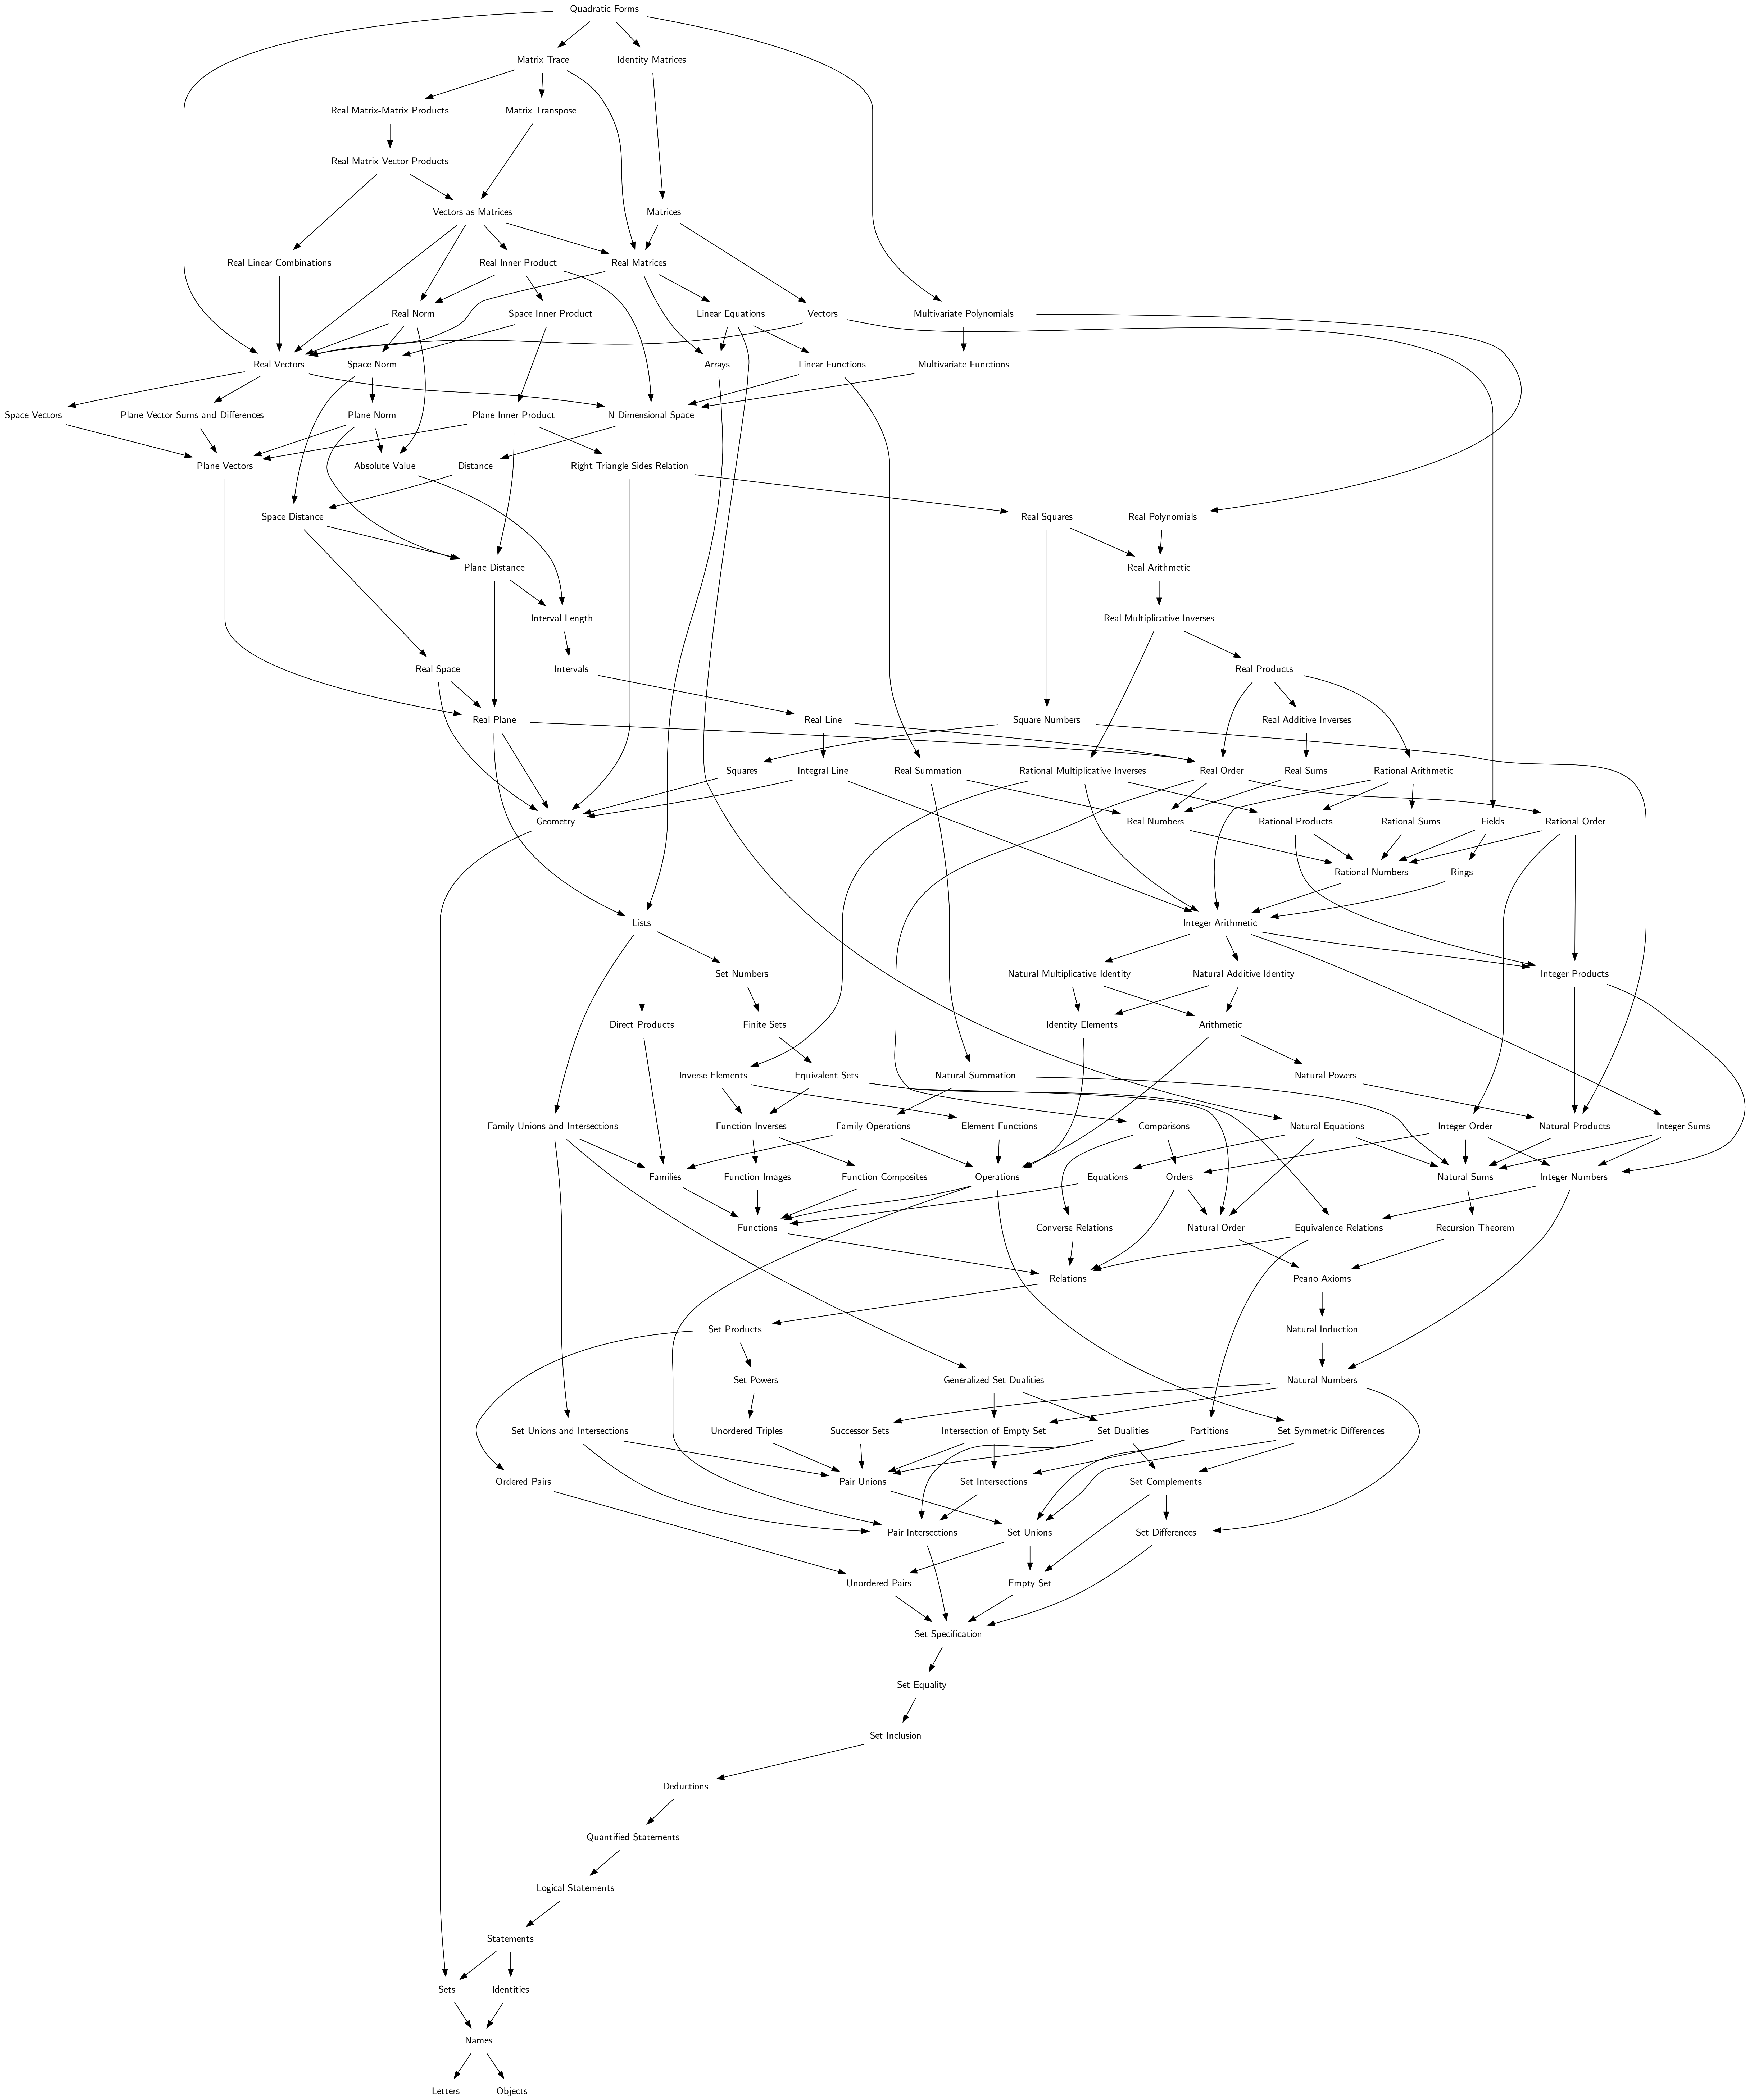 Quadratic Forms
Matrix Trace
Identity Matrices
Real Matrix-Matrix Products
Matrix Transpose
Real Matrix-Vector Products
Vectors as Matrices
Matrices
Real Linear Combinations
Real Inner Product
Real Matrices
Real Norm
Space Inner Product
Linear Equations
Vectors
Multivariate Polynomials
Real Vectors
Space Norm
Arrays
Linear Functions
Multivariate Functions
Space Vectors
Plane Vector Sums and Differences
Plane Norm
Plane Inner Product
N-Dimensional Space
Plane Vectors
Absolute Value
Distance
Right Triangle Sides Relation
Space Distance
Real Squares
Real Polynomials
Plane Distance
Real Arithmetic
Interval Length
Real Multiplicative Inverses
Real Space
Intervals
Real Products
Real Plane
Real Line
Square Numbers
Real Additive Inverses
Squares
Integral Line
Real Summation
Rational Multiplicative Inverses
Real Order
Real Sums
Rational Arithmetic
Geometry
Real Numbers
Rational Products
Rational Sums
Fields
Rational Order
Rational Numbers
Rings
Lists
Integer Arithmetic
Set Numbers
Natural Multiplicative Identity
Natural Additive Identity
Integer Products
Direct Products
Finite Sets
Identity Elements
Arithmetic
Inverse Elements
Equivalent Sets
Natural Summation
Natural Powers
Family Unions and Intersections
Function Inverses
Family Operations
Element Functions
Comparisons
Natural Equations
Integer Order
Natural Products
Integer Sums
Families
Function Images
Function Composites
Operations
Equations
Orders
Natural Sums
Integer Numbers
Functions
Converse Relations
Natural Order
Equivalence Relations
Recursion Theorem
Relations
Peano Axioms
Set Products
Natural Induction
Set Powers
Generalized Set Dualities
Natural Numbers
Set Unions and Intersections
Unordered Triples
Successor Sets
Intersection of Empty Set
Set Dualities
Partitions
Set Symmetric Differences
Ordered Pairs
Pair Unions
Set Intersections
Set Complements
Pair Intersections
Set Unions
Set Differences
Unordered Pairs
Empty Set
Set Specification
Set Equality
Set Inclusion
Deductions
Quantified Statements
Logical Statements
Statements
Sets
Identities
Names
Letters
Objects